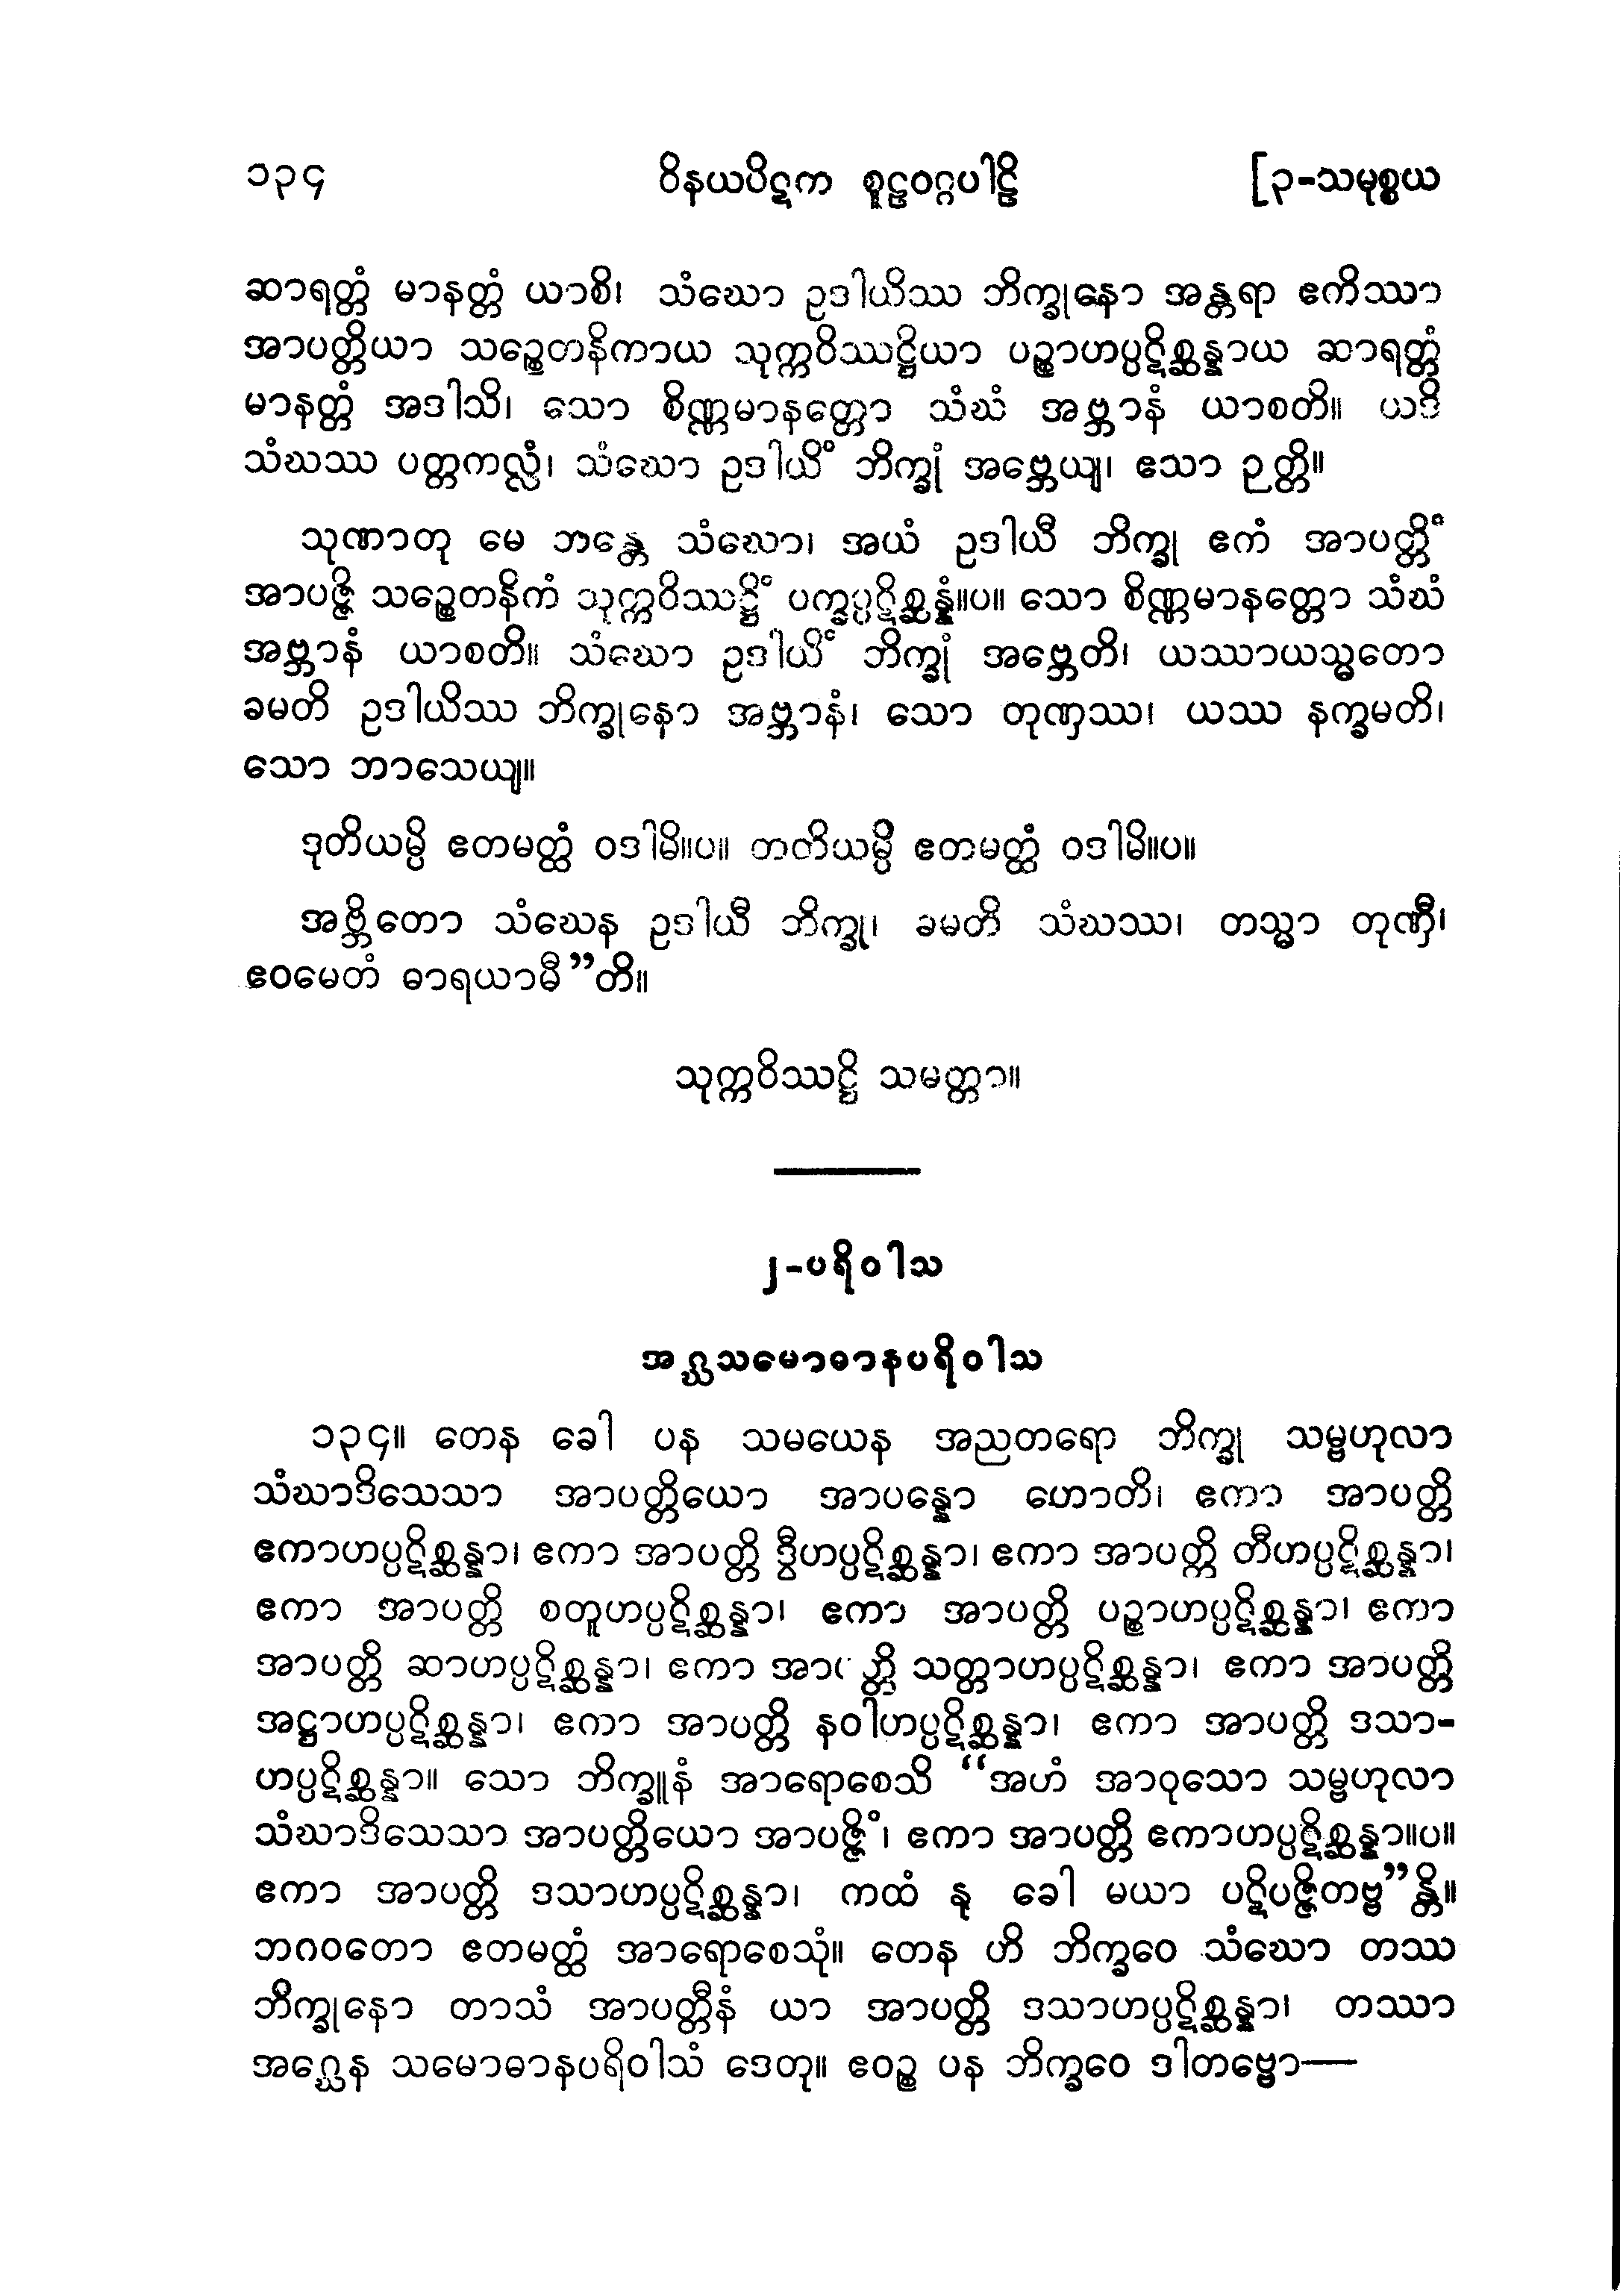 ၁၃၄ ဝိနယပိဋက စူဠဝဂ္ဂပါဠိ [၃-သမုစ္စယ
ဆာရတ္တံ မာနတ္တံ ယာစိ၊ သံဃော ဥဒါယိဿ ဘိက္ခုနော အန္တရာ ဧကိဿာ
အာပတ္တိယာ သဉ္စေတနိကာယ သုက္ကဝိဿဋ္ဌိယာ ပဉ္စာဟပ္ပဋိစ္ဆန္နာယ ဆာရတ္တံ
မာနတ္တံ အဒါသိ၊ သော စိဏ္ဏမာနတ္တော သံဃံ အဗ္ဘာနံ ယာစတိ။ ယဒိ
သံဃဿ ပတ္တကလ္လံ၊ သံဃော ဥဒါယိံ ဘိက္ခုံ အဗ္ဘေယျ၊ ဧသာ ဉတ္တိ။
သုဏာတု မေ ဘန္တေ သံဃော၊ အယံ ဥဒါယီ ဘိက္ခု ဧကံ အာပတ္တိံ
အာပဇ္ဇိ သဉ္စေတနိကံ သုက္ကဝိဿဋ္ဌိံ ပက္ခပ္ပဋိစ္ဆန္နံ။ပ။ သော စိဏ္ဏမာနတ္တော သံဃံ
အဗ္ဘာနံ ယာစတိ။ သံဃော ဥဒါယိံ ဘိက္ခုံ အဗ္ဘေတိ၊ ယဿာယသ္မတော
ခမတိ ဥဒါယိဿ ဘိက္ခုနော အဗ္ဘာနံ၊ သော တုဏှဿ၊ ယဿ နက္ခမတိ၊
သော ဘာသေယျ။
ဒုတိယမ္ပိ ဧတမတ္ထံ ဝဒါမိ။ပ။ တတိယမ္ပိ ဧတမတ္ထံ ဝဒါမိ။ပ။
အဗ္ဘိတော သံဃေန ဥဒါယီ ဘိက္ခု၊ ခမတိ သံဃဿ၊ တသ္မာ တုဏှီ၊
ဧဝမေတံ ဓာရယာမီ”တိ။
သုက္ကဝိဿဋ္ဌိ သမတ္တာ။
၂-ပရိဝါသ
အဂ္ဃသမောဓာနပရိဝါသ
၁၃၄။ တေန ခေါ ပန သမယေန အညတရော ဘိက္ခု သမ္ဗဟုလာ
သံဃာဒိသေသာ အာပတ္တိယော အာပန္နော ဟောတိ၊ ဧကာ အာပတ္တိ
ဧကာဟပ္ပဋိစ္ဆန္နာ၊ ဧကာ အာပတ္တိ ဒွီဟပ္ပဋိစ္ဆန္နာ၊ ဧကာ အာပတ္တိ တီဟပ္ပဋိစ္ဆန္နာ၊
ဧကာ အာပတ္တိ စတူဟပ္ပဋိစ္ဆန္နာ၊ ဧကာ အာပတ္တိ ပဉ္စာဟပ္ပဋိစ္ဆန္နာ၊ ဧကာ
အာပတ္တိ ဆာဟပ္ပဋိစ္ဆန္နာ၊ ဧကာ သတ္တာဟပ္ပဋိစ္ဆန္နာ၊ ဧကာ အာပတ္တိ
အဋ္ဌာဟပ္ပဋိစ္ဆန္နာ၊ ဧကာ အာပတ္တိ နဝါဟပ္ပဋိစ္ဆန္နာ၊ ဧကာ အာပတ္တိ ဒသာ-
ဟပ္ပဋိစ္ဆန္နာ။ သော ဘိက္ခူနံ အာရောစေသိ “အဟံ အာဝုသော သမ္ဗဟုလာ
သံဃာဒိသေသာ အာပတ္တိယော အာပဇ္ဇိံ၊ ဧကာ အာပတ္တိ ဧကာဟပ္ပဋိစ္ဆန္နာ။ပ။
ဧကာ အာပတ္တိ ဒသာဟပ္ပဋိစ္ဆန္နာ၊ ကထံ နု ခေါ မယာ ပဋိပဇ္ဇိတဗ္ဗ”န္တိ။
ဘဂဝတော ဧတမတ္ထံ အာရောစေသုံ။ တေန ဟိ ဘိက္ခဝေ သံဃော တဿ
ဘိက္ခုနော တာသံ အာပတ္တီနံ ယာ အာပတ္တိ ဒသာဟပ္ပဋိစ္ဆန္နာ၊ တဿာ
အဂ္ဃေန သမောဓာနပရိဝါသံ ဒေတု။ ဧဝဉ္စ ပန ဘိက္ခဝေ ဒါတဗ္ဗော—